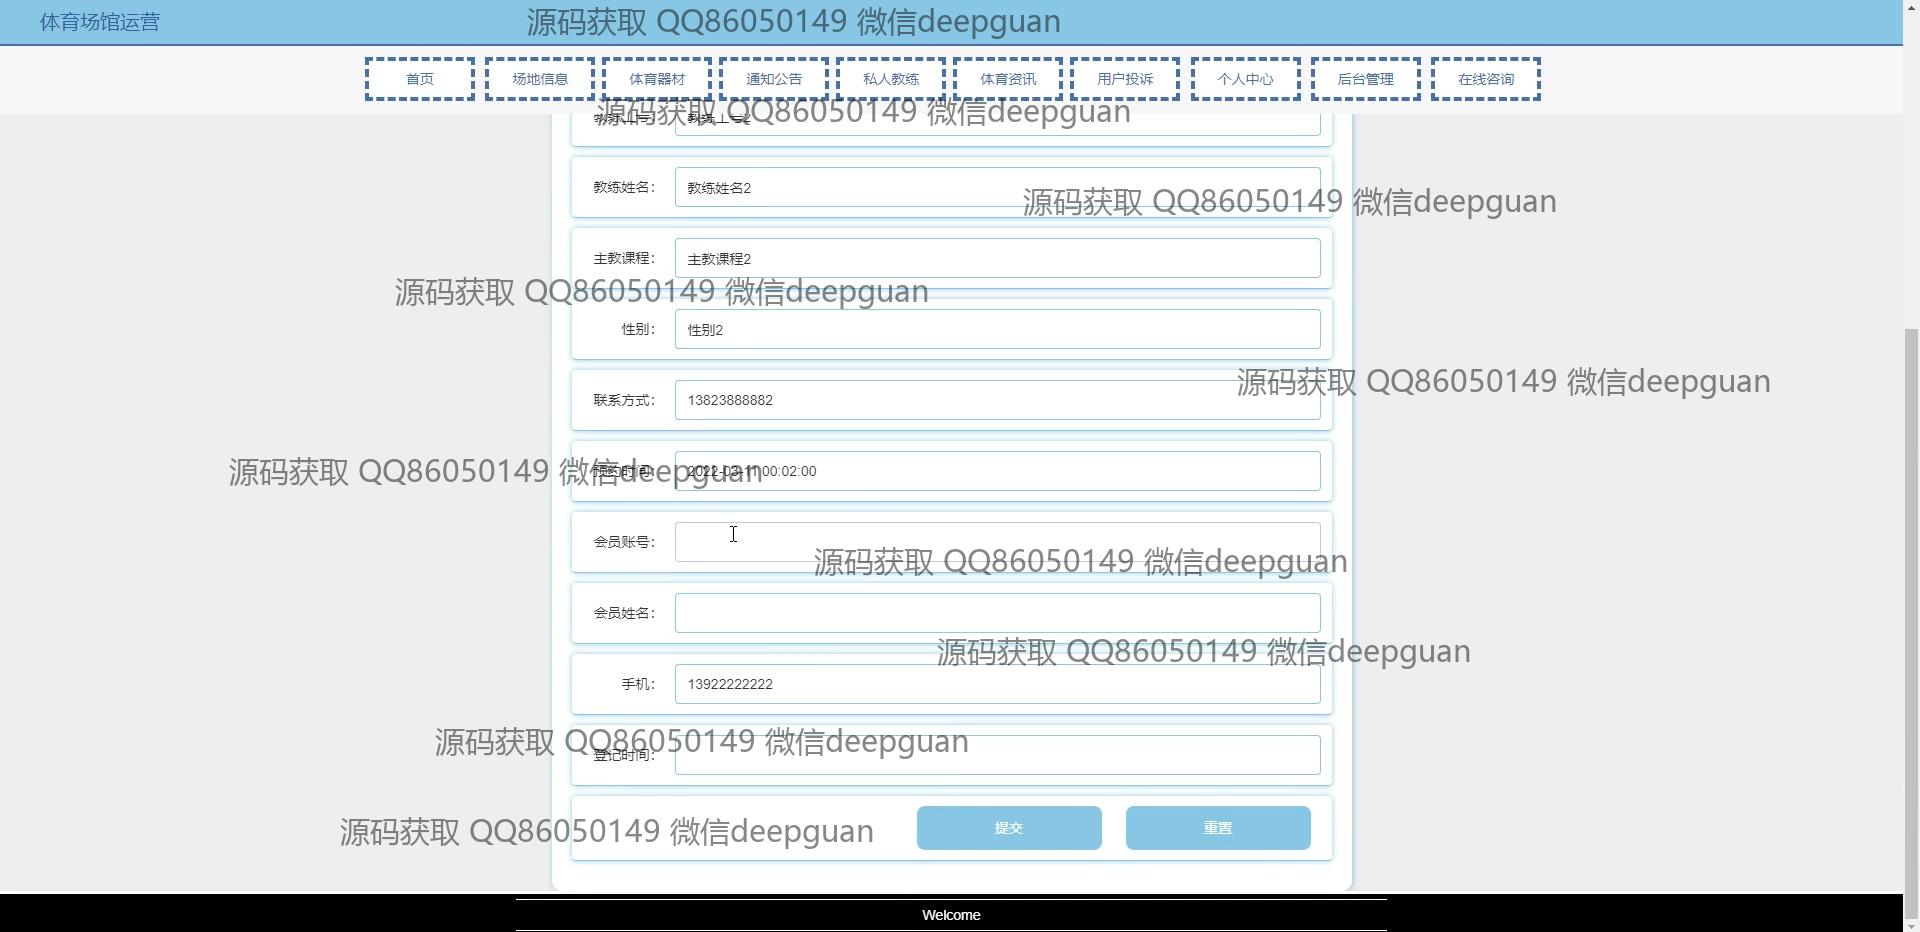 体育场馆运营
源码获取 QQ86050149 微信deepguan
首页 场地信息 体育器材 通知公告 私人教练 体育资讯 用户投诉 个人中心 后台管理 在线咨询
源码获取 QQ86050149 微信deepguan
教练工号： 教练工号2
教练姓名： 教练姓名2
源码获取 QQ86050149 微信deepguan
主教课程： 主教课程2
源码获取 QQ86050149 微信deepguan
性别： 性别2
源码获取 QQ86050149 微信deepguan
联系方式： 13823888882
源码获取 QQ86050149 微信deepguan
预约时间： 2022-03-11 00:02:00
会员账号：
源码获取 QQ86050149 微信deepguan
会员姓名：
源码获取 QQ86050149 微信deepguan
手机： 13922222222
源码获取 QQ86050149 微信deepguan
登记时间：
源码获取 QQ86050149 微信deepguan
提交 重置
Welcome